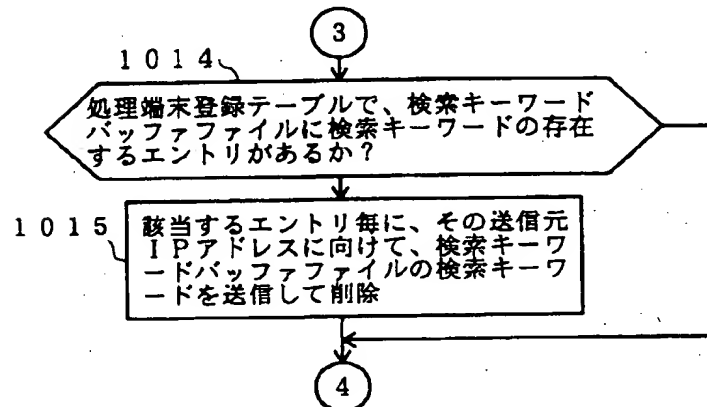 3
1014
処理端末登録テーブルで、検索キーワード
バッファファイルに検索キーワードの存在
するエントリがあるか?
1015
該当するエントリ毎に、その送信元
IPアドレスに向けて、検索キーワ
ードバッファファイルの検索キーワ
ードを送信して削除
4